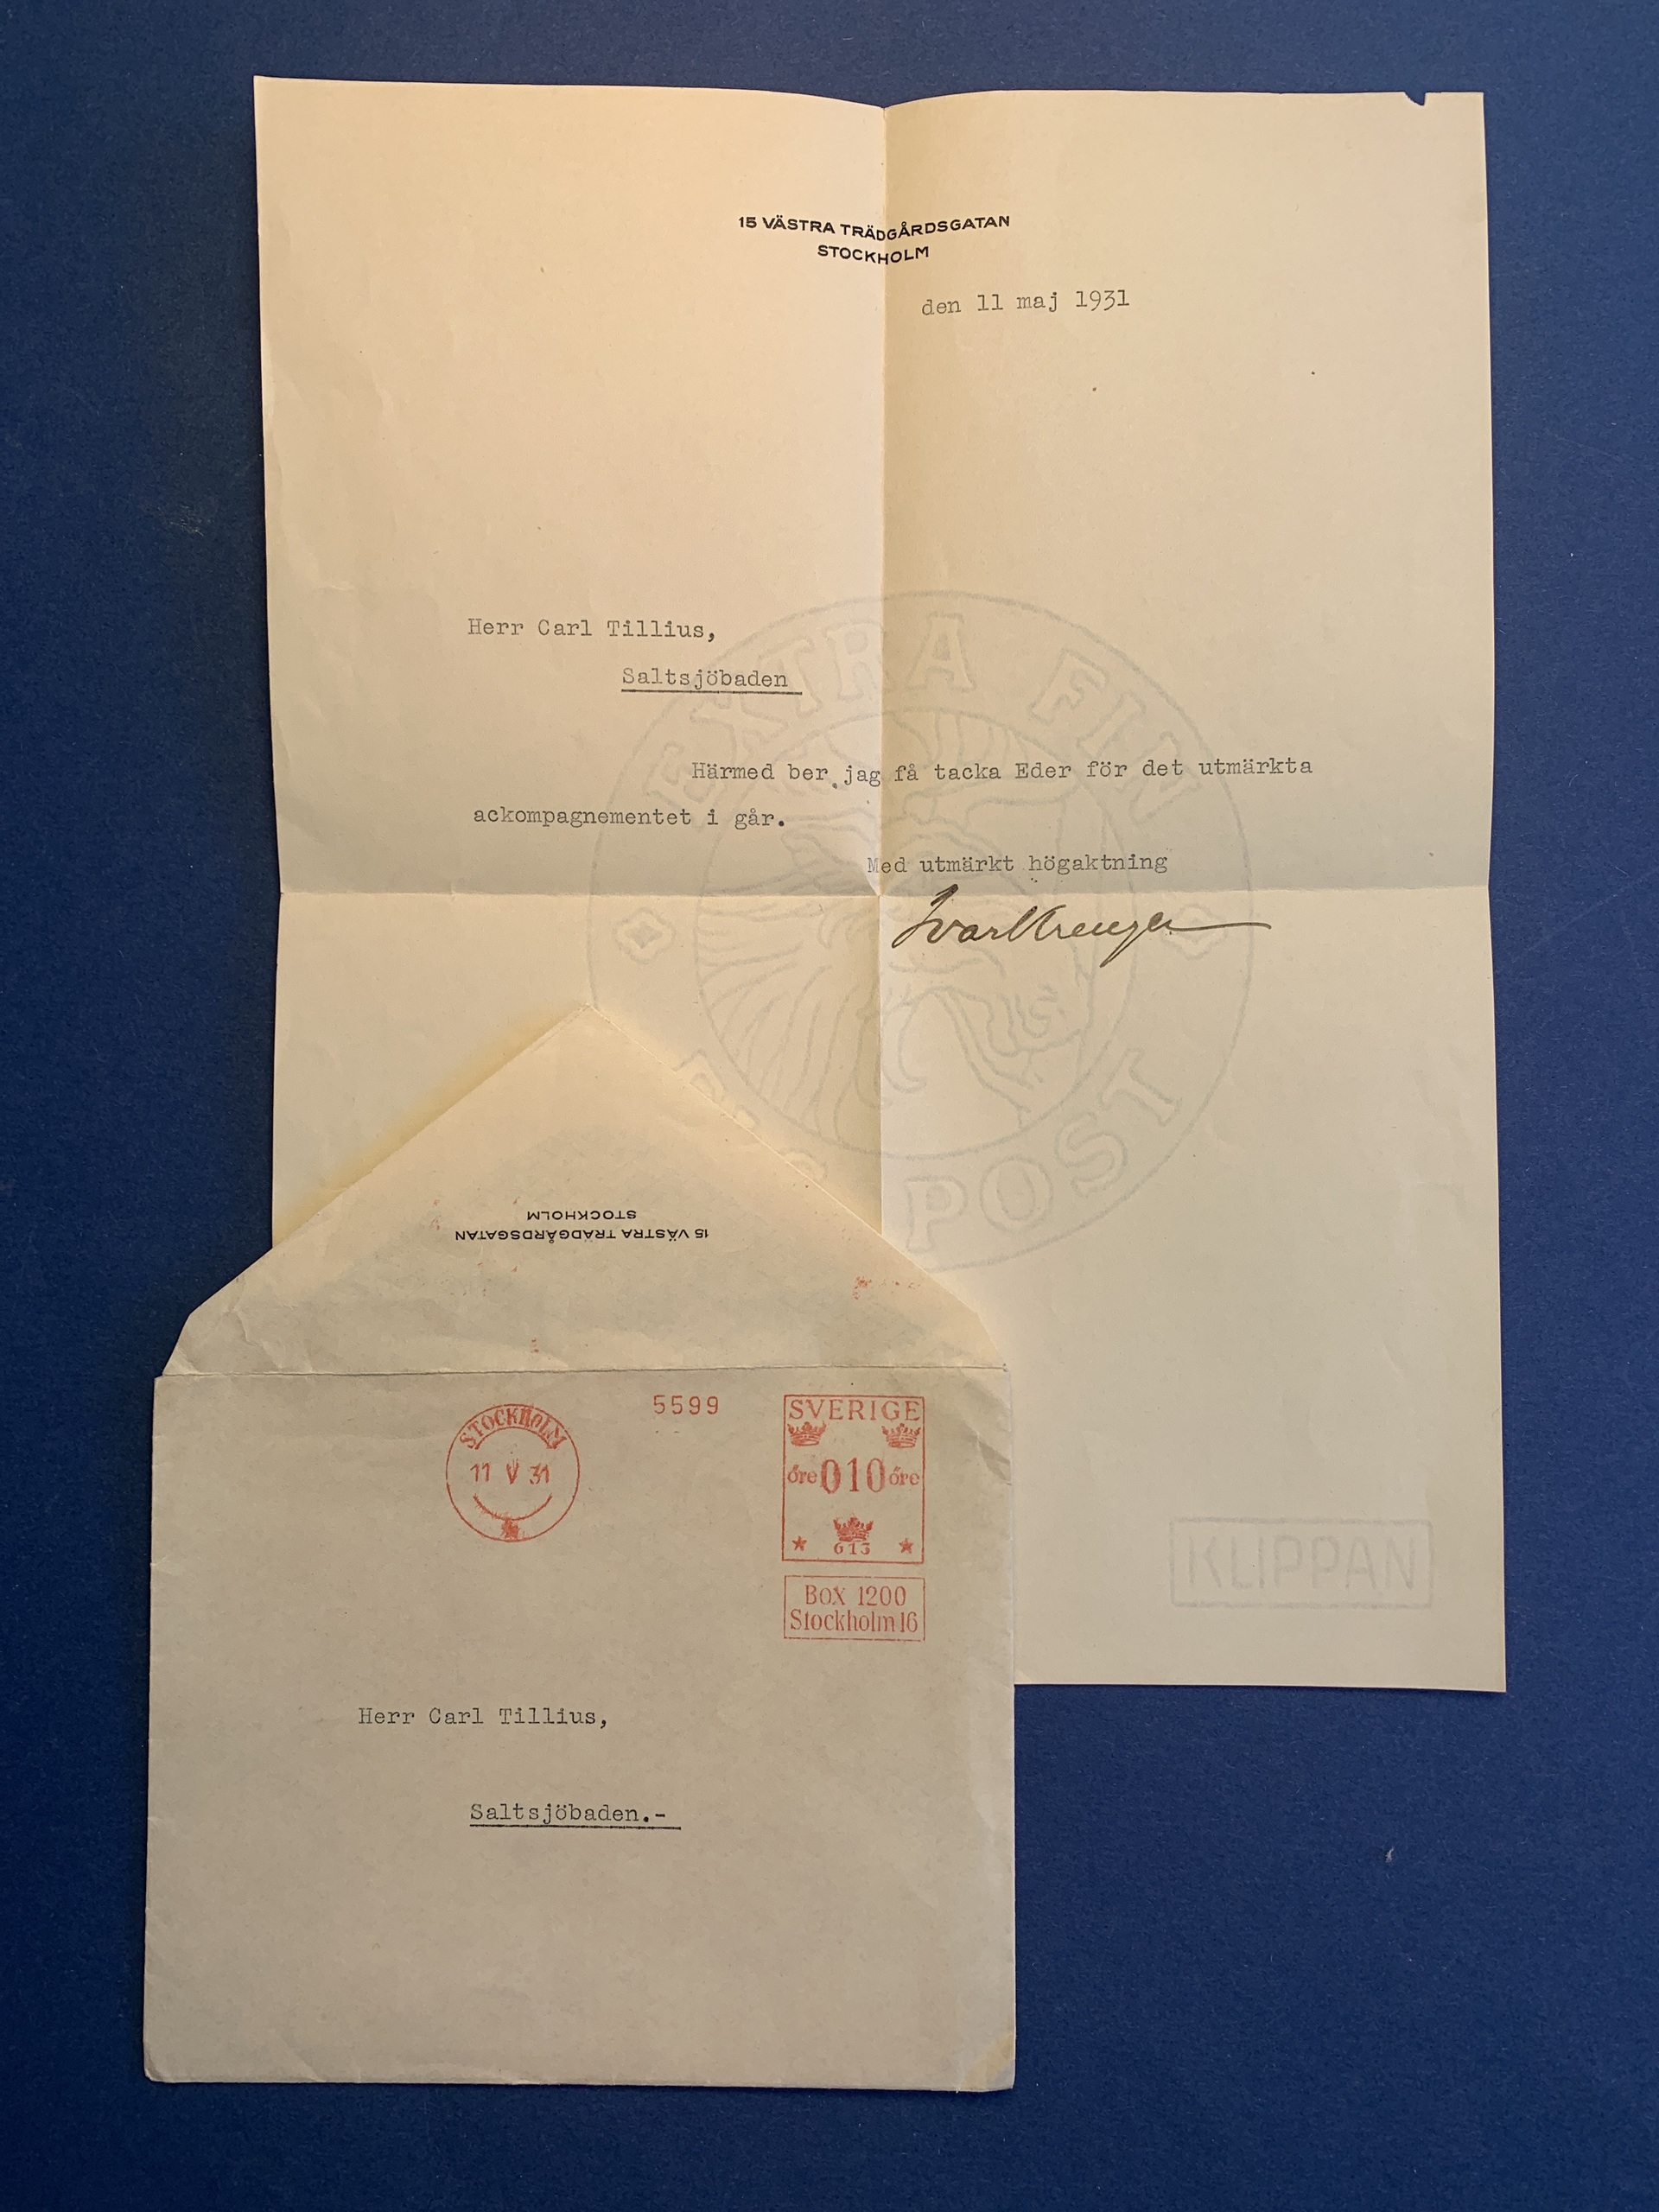 15 VÄSTRA TRÄDGÅRDSGATAN
STOCKHOLM
den 11 maj 1931
Herr Carl Tillius,
Saltsjöbaden
Härmed ber jag få tacka Eder för det utmärkta
ackompagnementet i går.
Med utmärkt högaktning
Ivar Kreuger
EXTRA FIN
POST
KLIPPAN
15 VÄSTRA TRÄDGÅRDSGATAN
STOCKHOLM
STOCKHOLM
11 V 31
5599
SVERIGE
öre 010 öre
613
BOX 1200
Stockholm 16
Herr Carl Tillius,
Saltsjöbaden.-